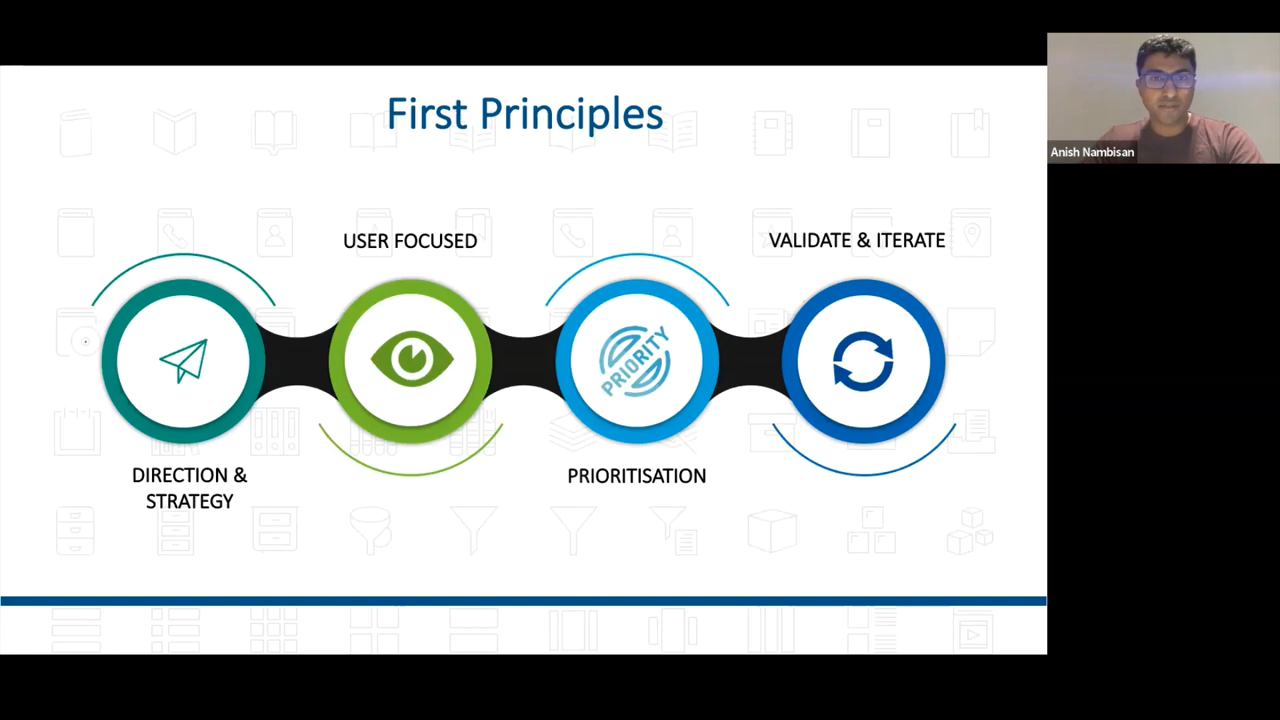 First Principles
Anish Nambisan
USER FOCUSED
VALIDATE & ITERATE
PRIORITY
DIRECTION &
STRATEGY
PRIORITISATION